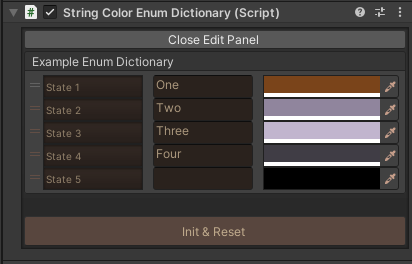 String Color Enum Dictionary (Script)
Close Edit Panel
Example Enum Dictionary
State 1 One
State 2 Two
State 3 Three
State 4 Four
State 5
Init & Reset